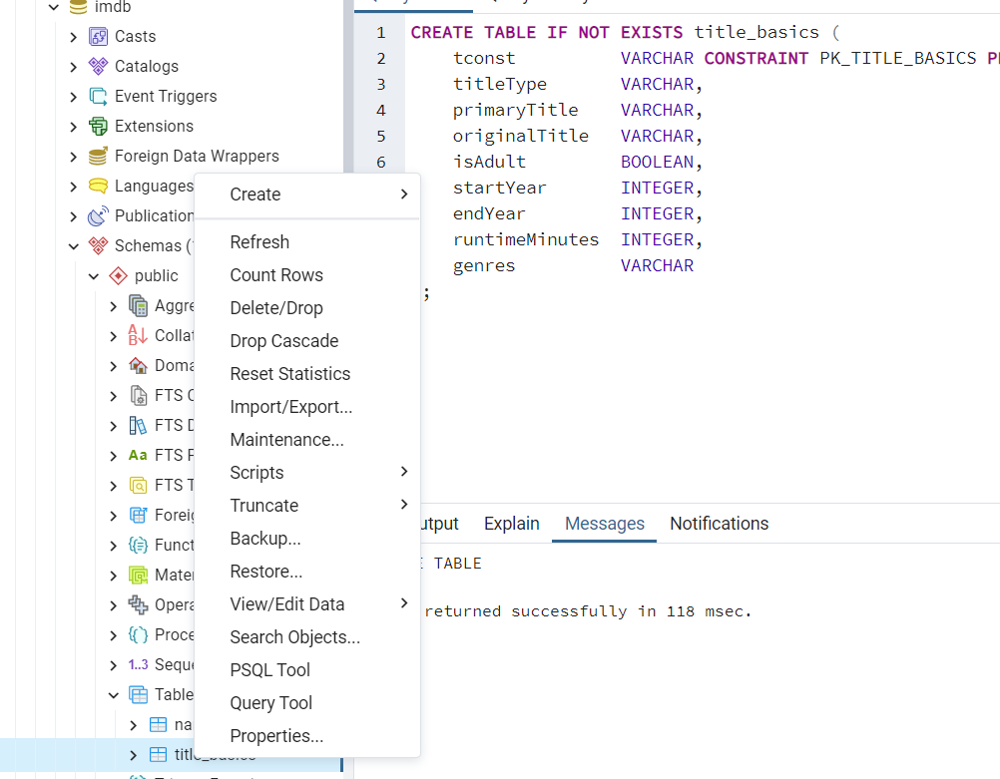 imdb
Casts
Catalogs
Event Triggers
Extensions
Foreign Data Wrappers
Languages
Publication
Schemas (
public
Aggre
Collat
Doma
FTS C
FTS D
FTS P
FTS T
Foreig
Funct
Mater
Opera
Proce
1..3 Seque
Table
na
title_basics
Create
Refresh
Count Rows
Delete/Drop
Drop Cascade
Reset Statistics
Import/Export...
Maintenance...
Scripts
Truncate
Backup...
Restore...
View/Edit Data
Search Objects...
PSQL Tool
Query Tool
Properties...
1 CREATE TABLE IF NOT EXISTS title_basics (
2 tconst VARCHAR CONSTRAINT PK_TITLE_BASICS P
3 titleType VARCHAR,
4 primaryTitle VARCHAR,
5 originalTitle VARCHAR,
6 isAdult BOOLEAN,
startYear INTEGER,
endYear INTEGER,
runtimeMinutes INTEGER,
genres VARCHAR
;
utput Explain Messages Notifications
TABLE
returned successfully in 118 msec.